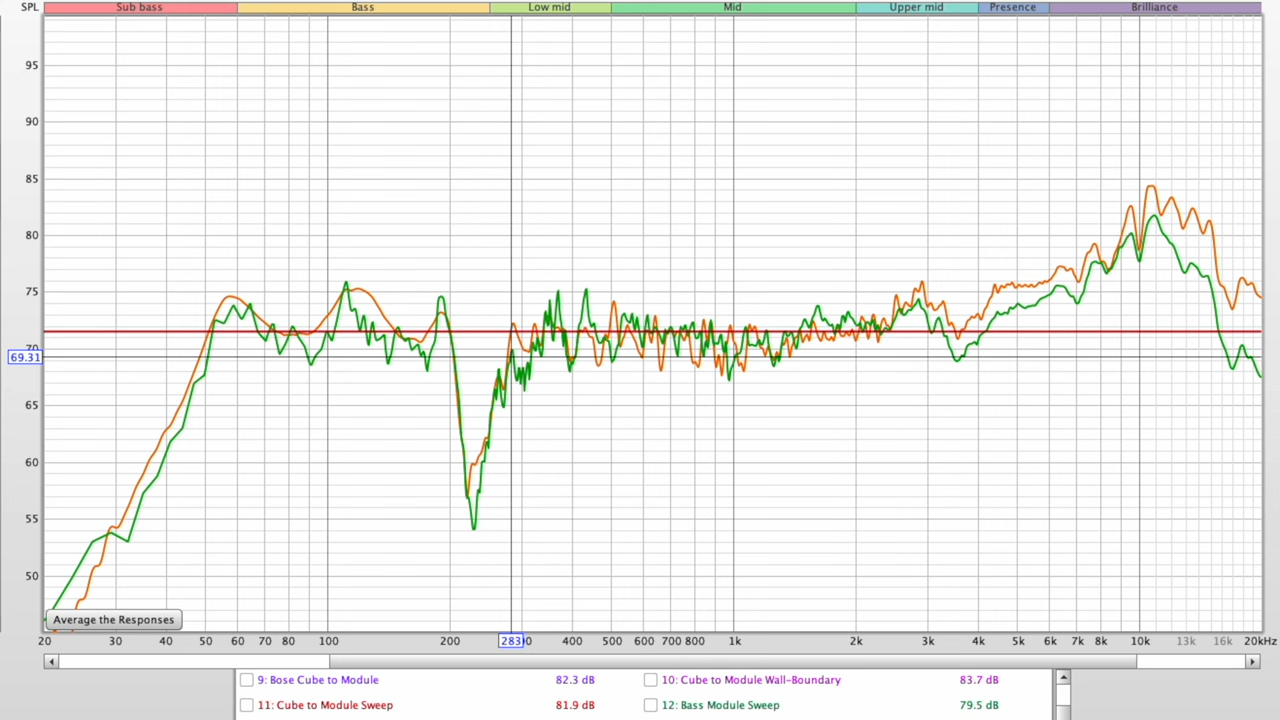 SPL Sub bass Bass Low mid Mid Upper mid Presence Brilliance
95
90
85
80
75
70
69.31
65
60
55
50
Average the Responses
20 30 40 50 60 70 80 100 200 283 400 500 600 700 800 1k 2k 3k 4k 5k 6k 7k 8k 10k 13k 16k 20kHz
9: Bose Cube to Module 82.3 dB 10: Cube to Module Wall-Boundary 83.7 dB
11: Cube to Module Sweep 81.9 dB 12: Bass Module Sweep 79.5 dB